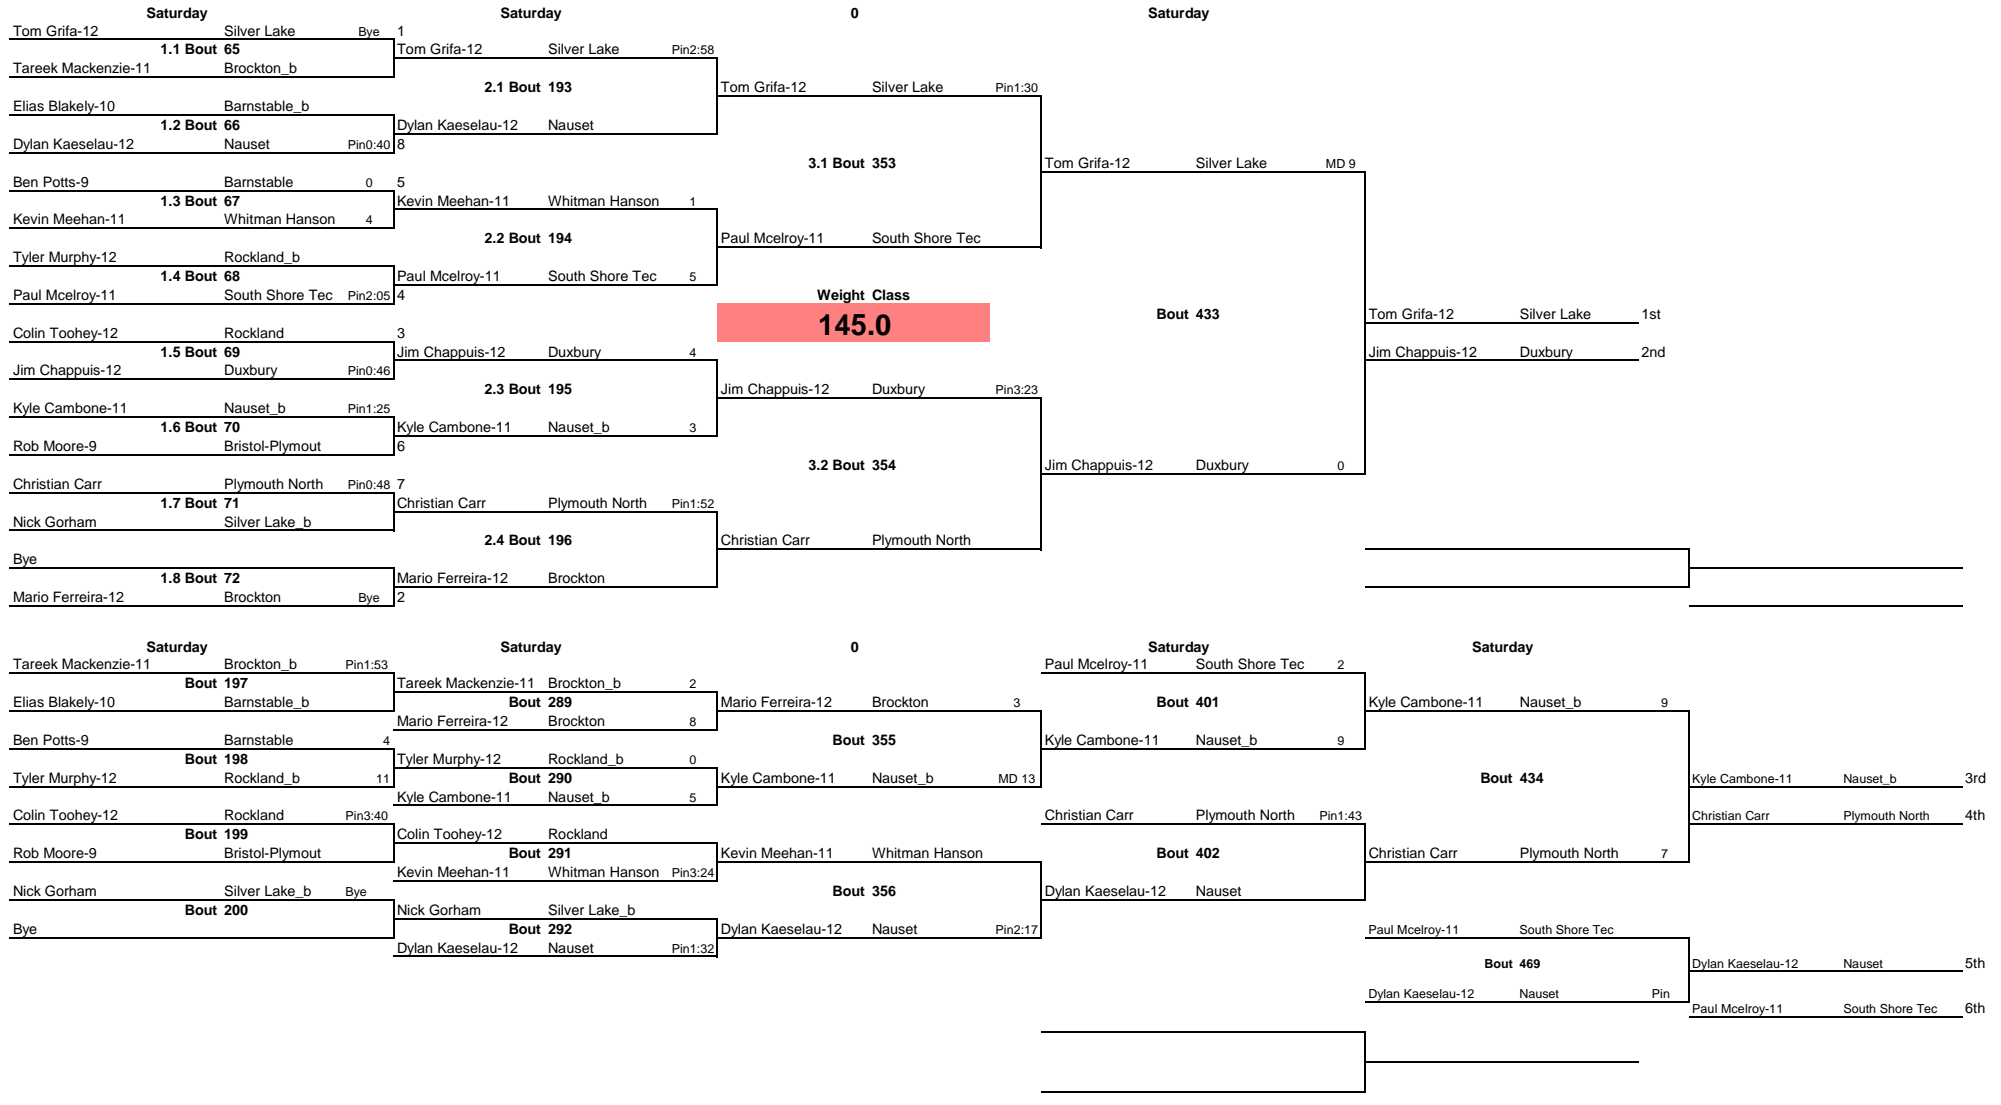 Saturday Saturday 0 Saturday
Tom Grifa-12 Silver Lake Bye 1
1.1 Bout 65 Tom Grifa-12 Silver Lake Pin2:58
Tareek Mackenzie-11 Brockton_b
2.1 Bout 193 Tom Grifa-12 Silver Lake Pin1:30
Elias Blakely-10 Barnstable_b
1.2 Bout 66 Dylan Kaeselau-12 Nauset
Dylan Kaeselau-12 Nauset Pin0:40 8
3.1 Bout 353 Tom Grifa-12 Silver Lake MD 9
Ben Potts-9 Barnstable 0 5
1.3 Bout 67 Kevin Meehan-11 Whitman Hanson 1
Kevin Meehan-11 Whitman Hanson 4
2.2 Bout 194 Paul Mcelroy-11 South Shore Tec
Tyler Murphy-12 Rockland_b
1.4 Bout 68 Paul Mcelroy-11 South Shore Tec 5
Paul Mcelroy-11 South Shore Tec Pin2:05 4 Weight Class
145.0 Bout 433 Tom Grifa-12 Silver Lake 1st
Colin Toohey-12 Rockland 3
1.5 Bout 69 Jim Chappuis-12 Duxbury 4 Jim Chappuis-12 Duxbury 2nd
Jim Chappuis-12 Duxbury Pin0:46
2.3 Bout 195 Jim Chappuis-12 Duxbury Pin3:23
Kyle Cambone-11 Nauset_b Pin1:25
1.6 Bout 70 Kyle Cambone-11 Nauset_b 3
Rob Moore-9 Bristol-Plymout 6
3.2 Bout 354 Jim Chappuis-12 Duxbury 0
Christian Carr Plymouth North Pin0:48 7
1.7 Bout 71 Christian Carr Plymouth North Pin1:52
Nick Gorham Silver Lake_b
2.4 Bout 196 Christian Carr Plymouth North
Bye
1.8 Bout 72 Mario Ferreira-12 Brockton
Mario Ferreira-12 Brockton Bye 2
Saturday Saturday 0 Saturday Saturday
Tareek Mackenzie-11 Brockton_b Pin1:53 Paul Mcelroy-11 South Shore Tec 2
Bout 197 Tareek Mackenzie-11 Brockton_b 2
Elias Blakely-10 Barnstable_b Bout 289 Mario Ferreira-12 Brockton 3 Bout 401 Kyle Cambone-11 Nauset_b 9
Mario Ferreira-12 Brockton 8
Ben Potts-9 Barnstable 4 Bout 355 Kyle Cambone-11 Nauset_b 9
Bout 198 Tyler Murphy-12 Rockland_b 0
Tyler Murphy-12 Rockland_b 11 Bout 290 Kyle Cambone-11 Nauset_b MD 13 Bout 434 Kyle Cambone-11 Nauset_b 3rd
Kyle Cambone-11 Nauset_b 5
Colin Toohey-12 Rockland Pin3:40 Christian Carr Plymouth North Pin1:43 Christian Carr Plymouth North 4th
Bout 199 Colin Toohey-12 Rockland
Rob Moore-9 Bristol-Plymout Bout 291 Kevin Meehan-11 Whitman Hanson Bout 402 Christian Carr Plymouth North 7
Kevin Meehan-11 Whitman Hanson Pin3:24
Nick Gorham Silver Lake_b Bye Bout 356 Dylan Kaeselau-12 Nauset
Bout 200 Nick Gorham Silver Lake_b
Bye Bout 292 Dylan Kaeselau-12 Nauset Pin2:17 Paul Mcelroy-11 South Shore Tec
Dylan Kaeselau-12 Nauset Pin1:32
Bout 469 Dylan Kaeselau-12 Nauset 5th
Dylan Kaeselau-12 Nauset Pin
Paul Mcelroy-11 South Shore Tec 6th